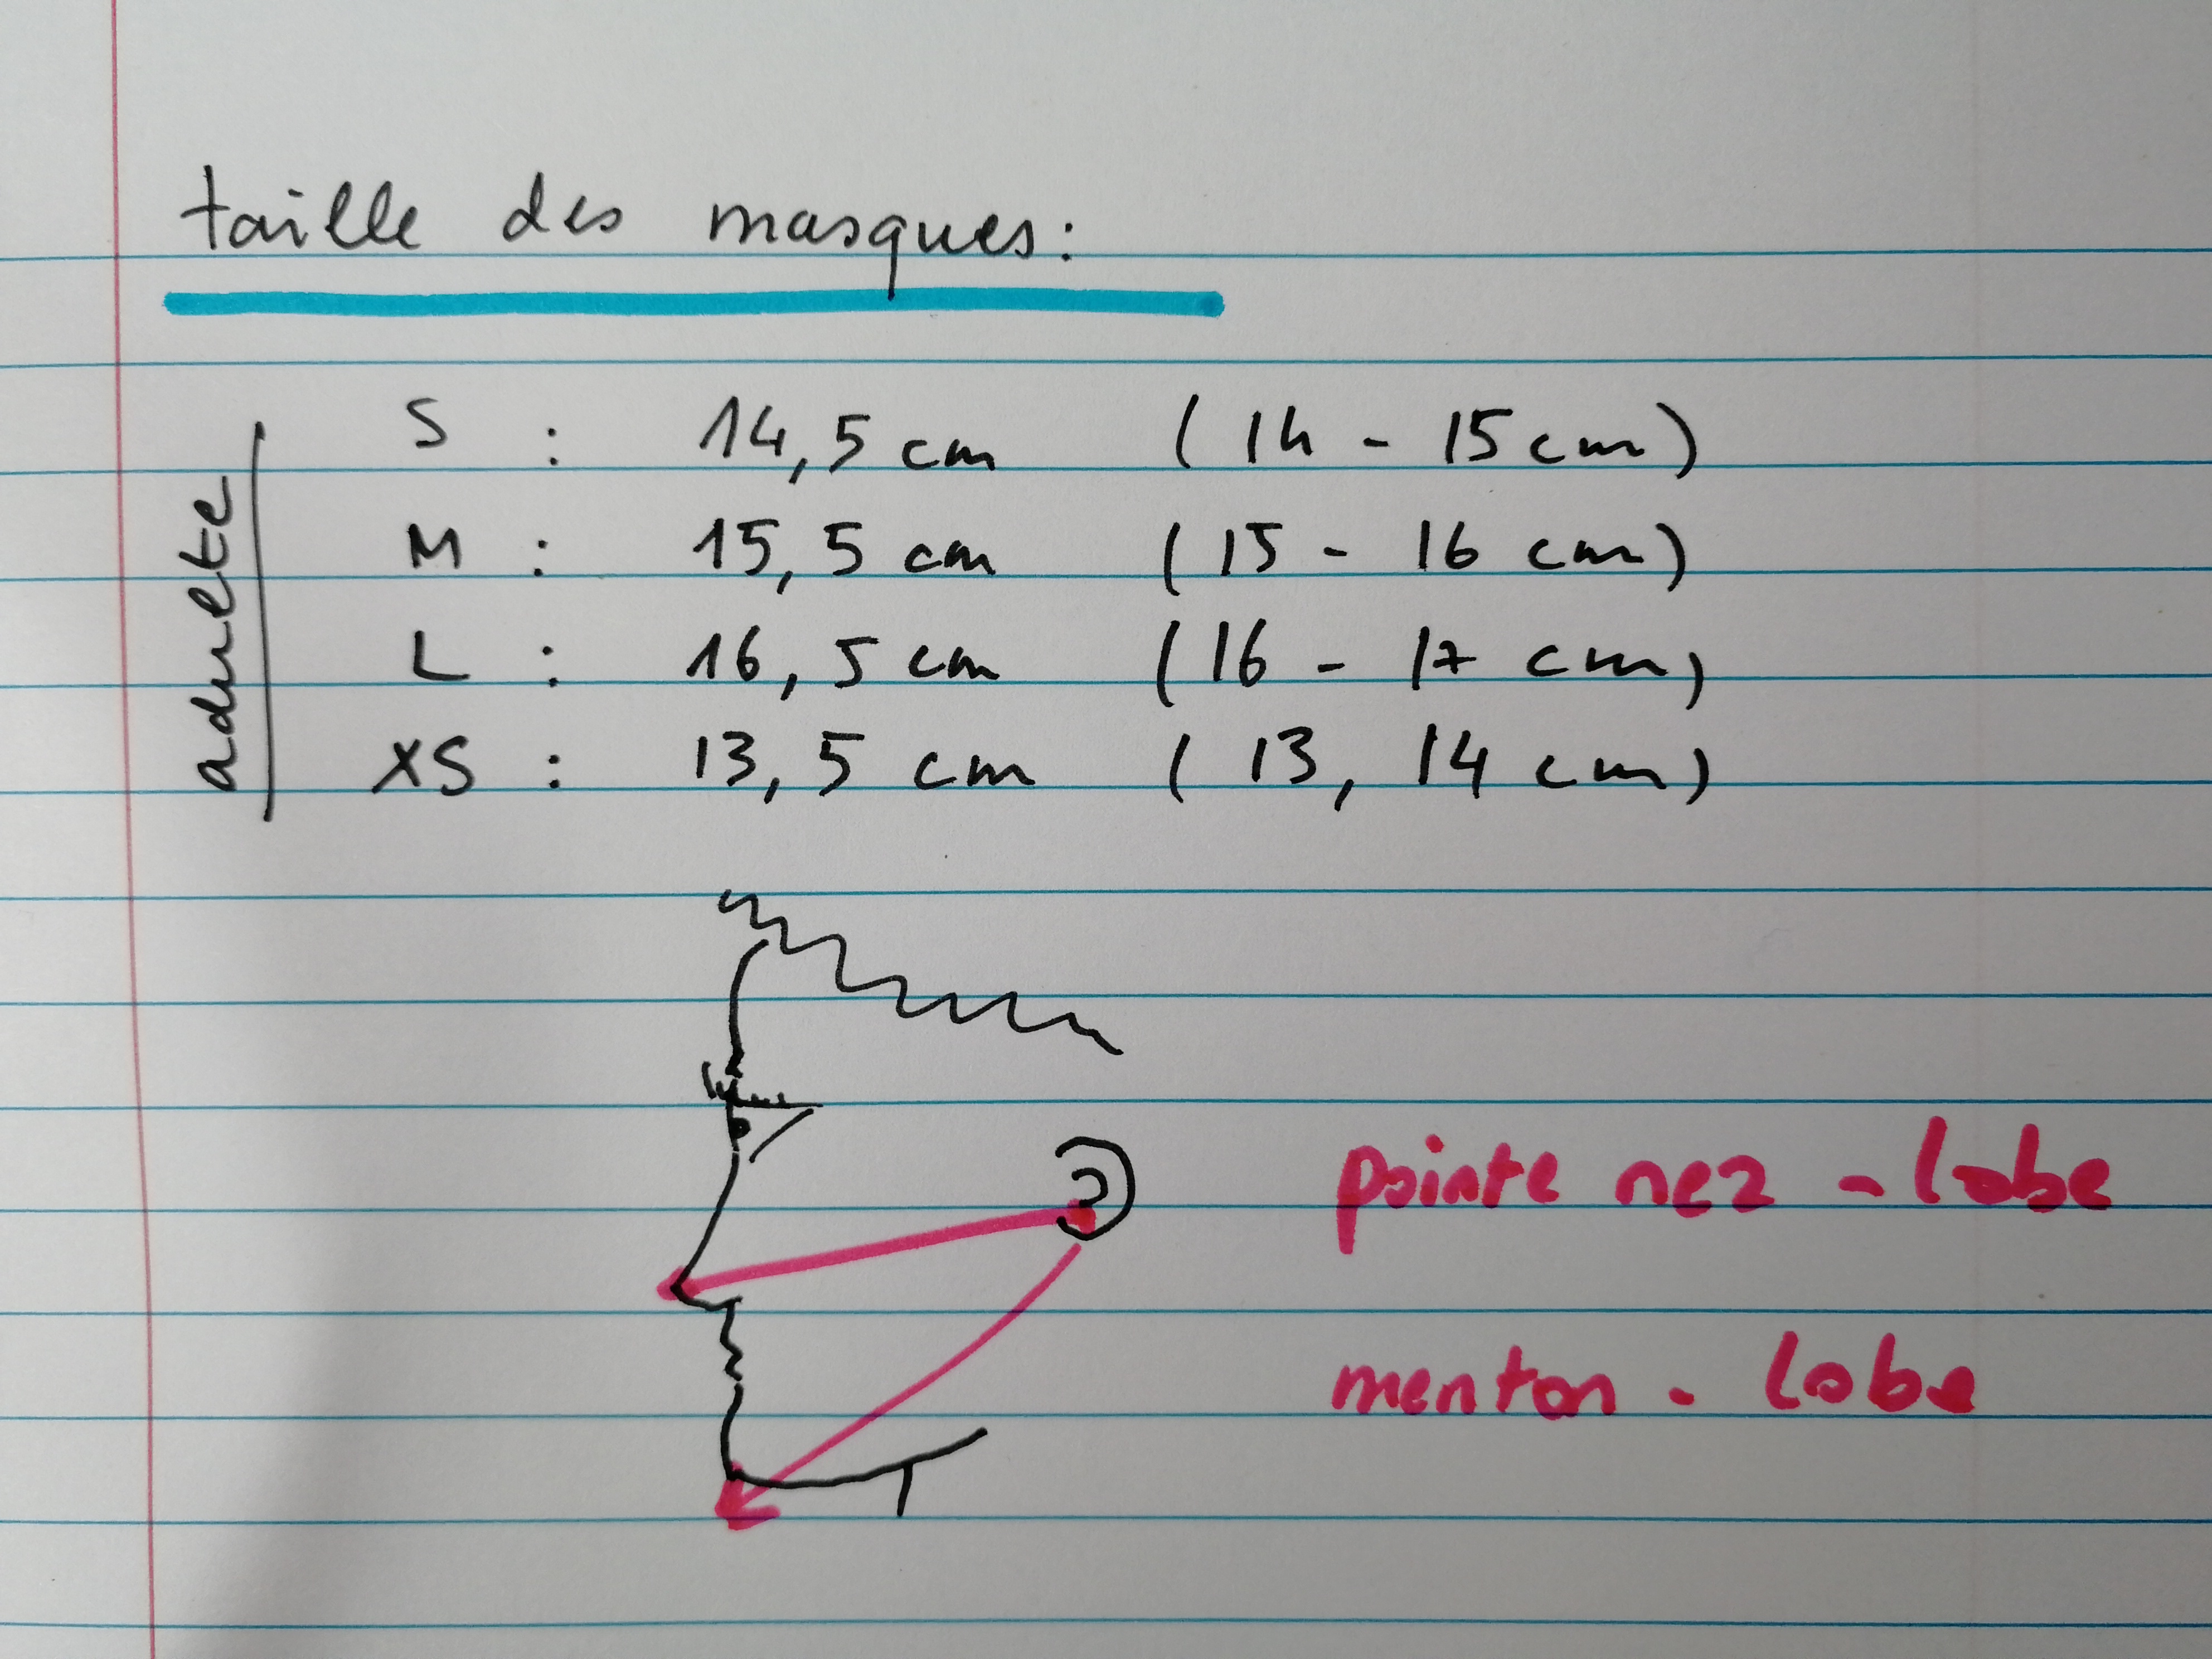 taille des masques:
adulte
S : 14,5 cm (14 - 15 cm)
M : 15,5 cm (15 - 16 cm)
L : 16,5 cm (16 - 17 cm)
XS : 13,5 cm (13, 14 cm)
pointe nez - lobe
menton - lobe